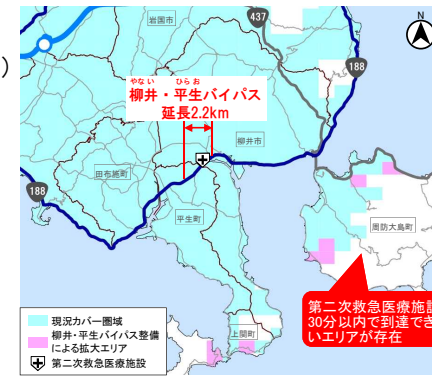 )
岩国市
437
N
188
やない ひらお
柳井・平生バイパス
延長2.2km
柳井市
田布施町
188
平生町
周防大島町
第二次救急医療施設
30分以内で到達でき
いエリアが存在
上関町
現況カバー圏域
柳井・平生バイパス整備
による拡大エリア
第二次救急医療施設